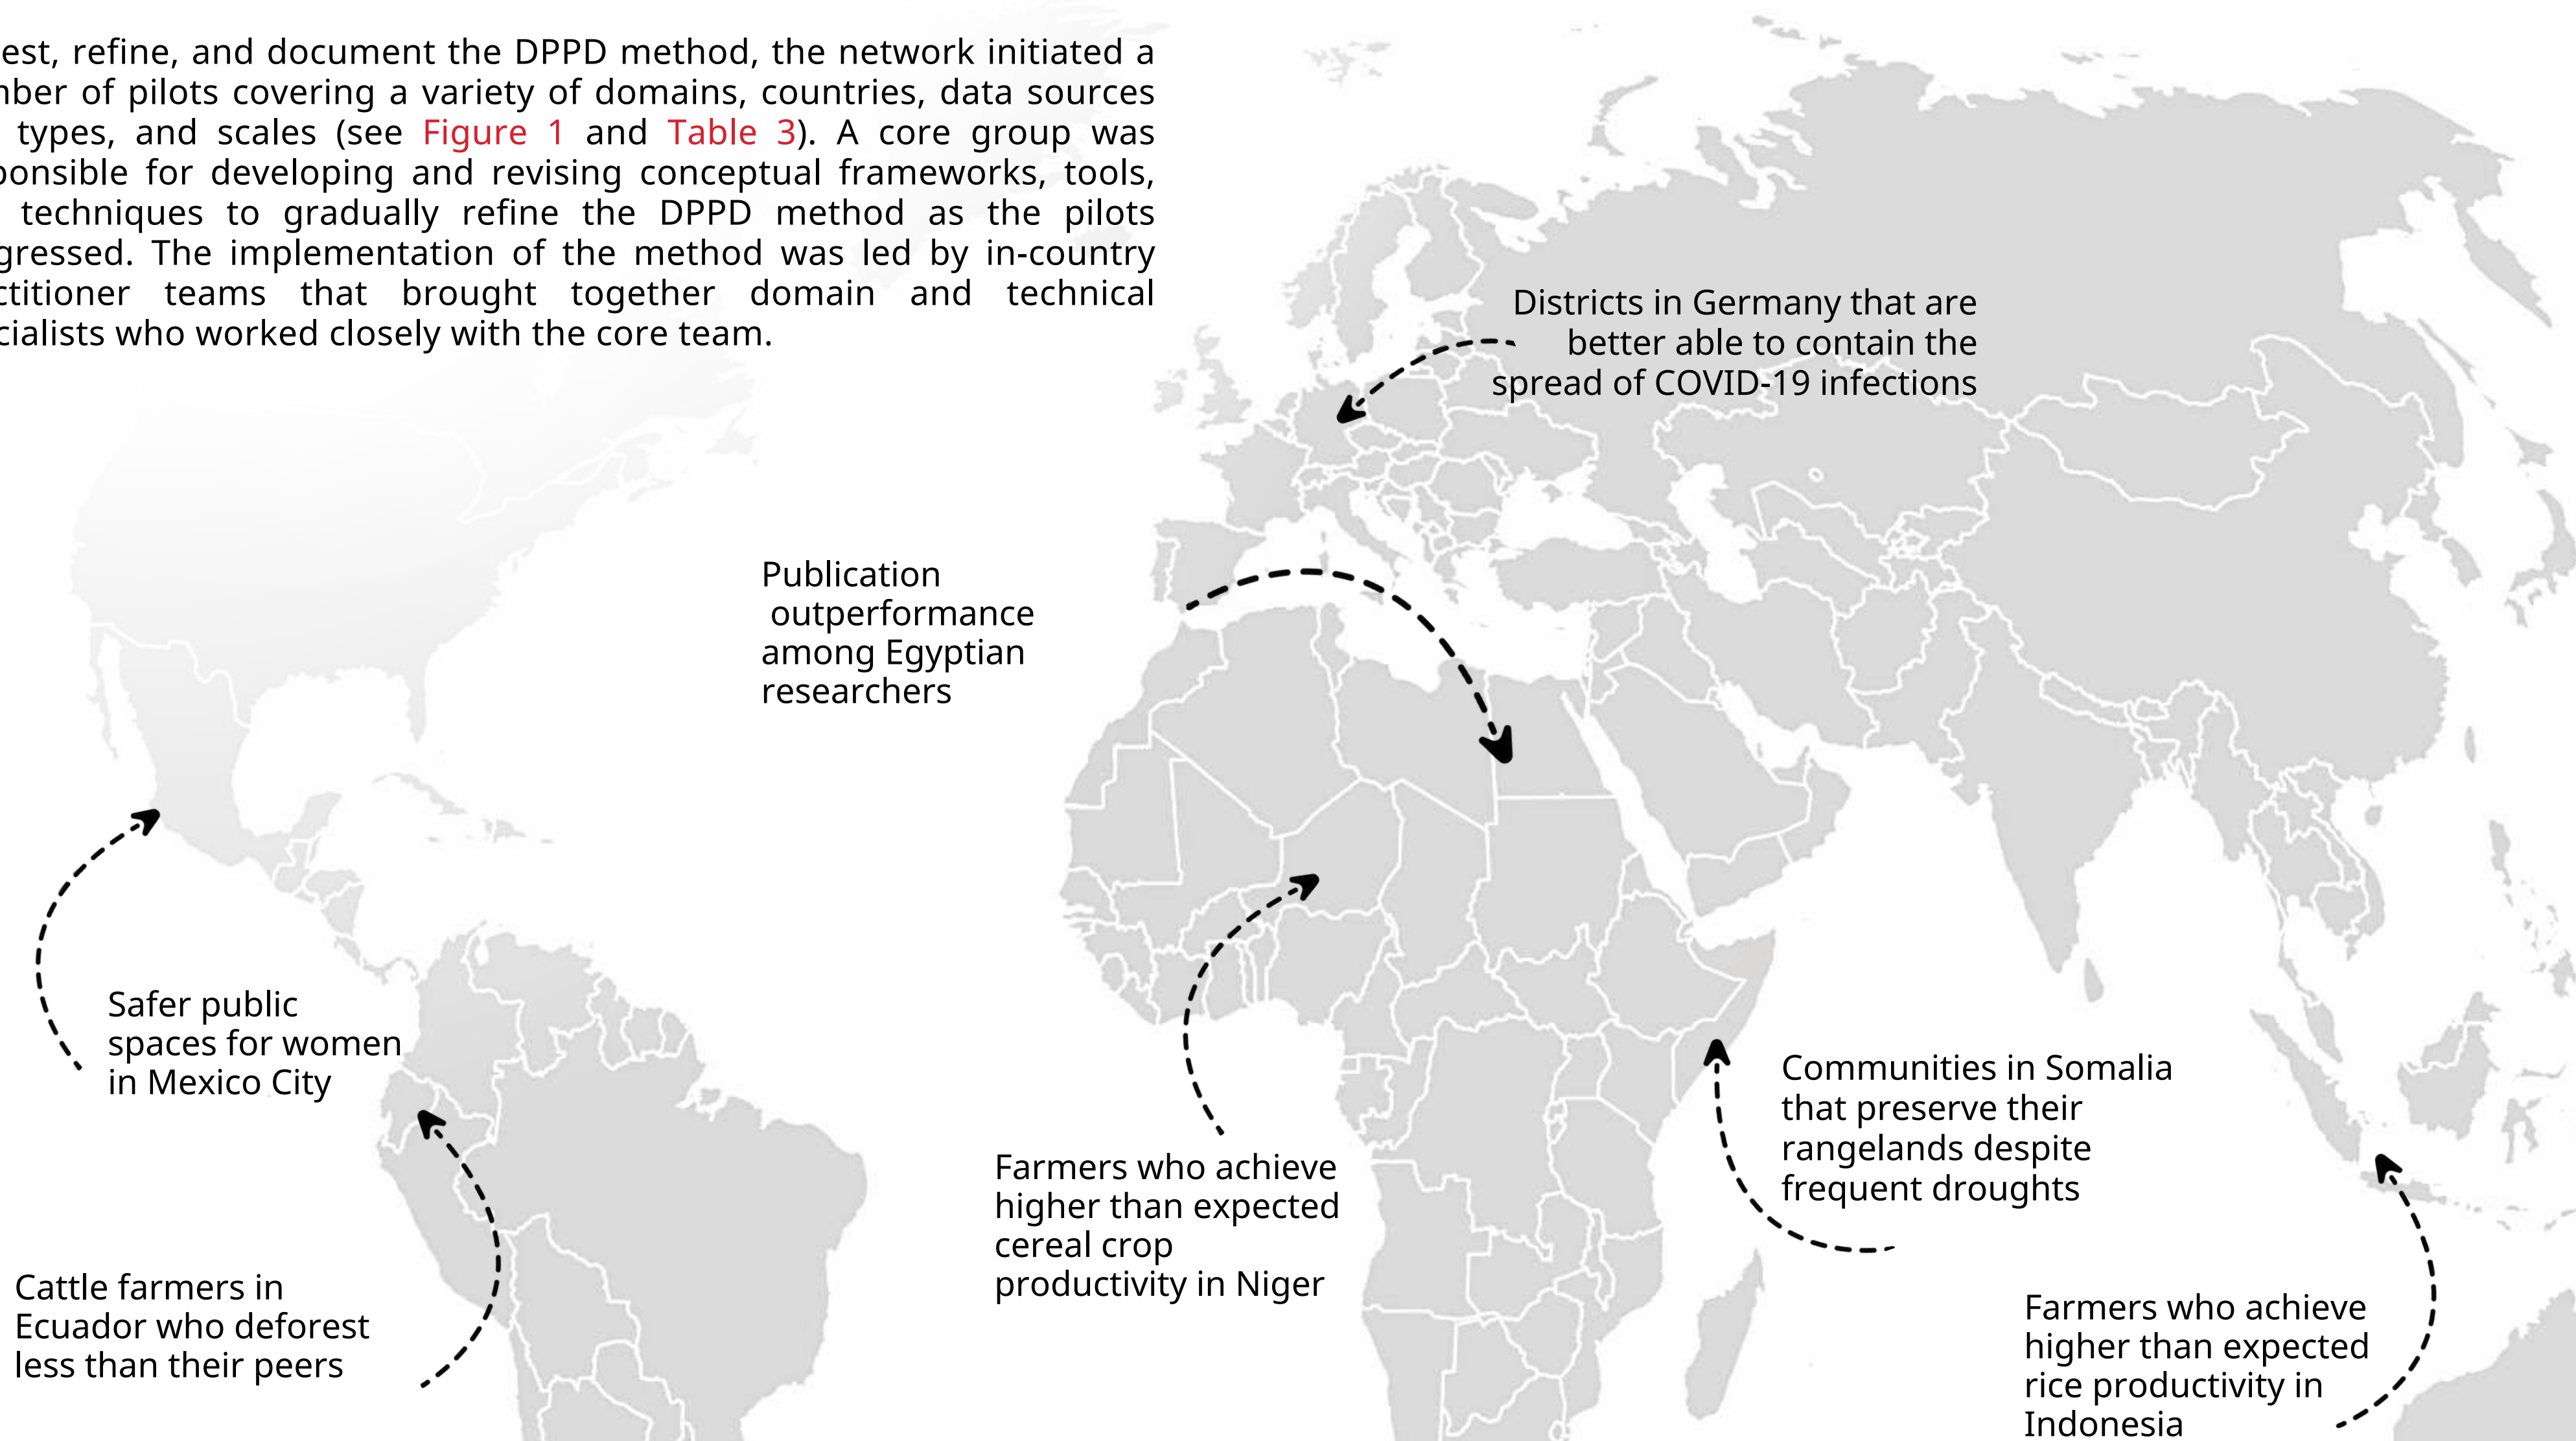 est, refine, and document the DPPD method, the network initiated a
ber of pilots covering a variety of domains, countries, data sources
types, and scales (see Figure 1 and Table 3). A core group was
ponsible for developing and revising conceptual frameworks, tools,
techniques to gradually refine the DPPD method as the pilots
gressed. The implementation of the method was led by in-country
ctitioner teams that brought together domain and technical
cialists who worked closely with the core team.
Districts in Germany that are
better able to contain the
spread of COVID-19 infections
Publication
outperformance
among Egyptian
researchers
Safer public
spaces for women
in Mexico City
Communities in Somalia
that preserve their
rangelands despite
frequent droughts
Farmers who achieve
higher than expected
cereal crop
productivity in Niger
Cattle farmers in
Ecuador who deforest
less than their peers
Farmers who achieve
higher than expected
rice productivity in
Indonesia